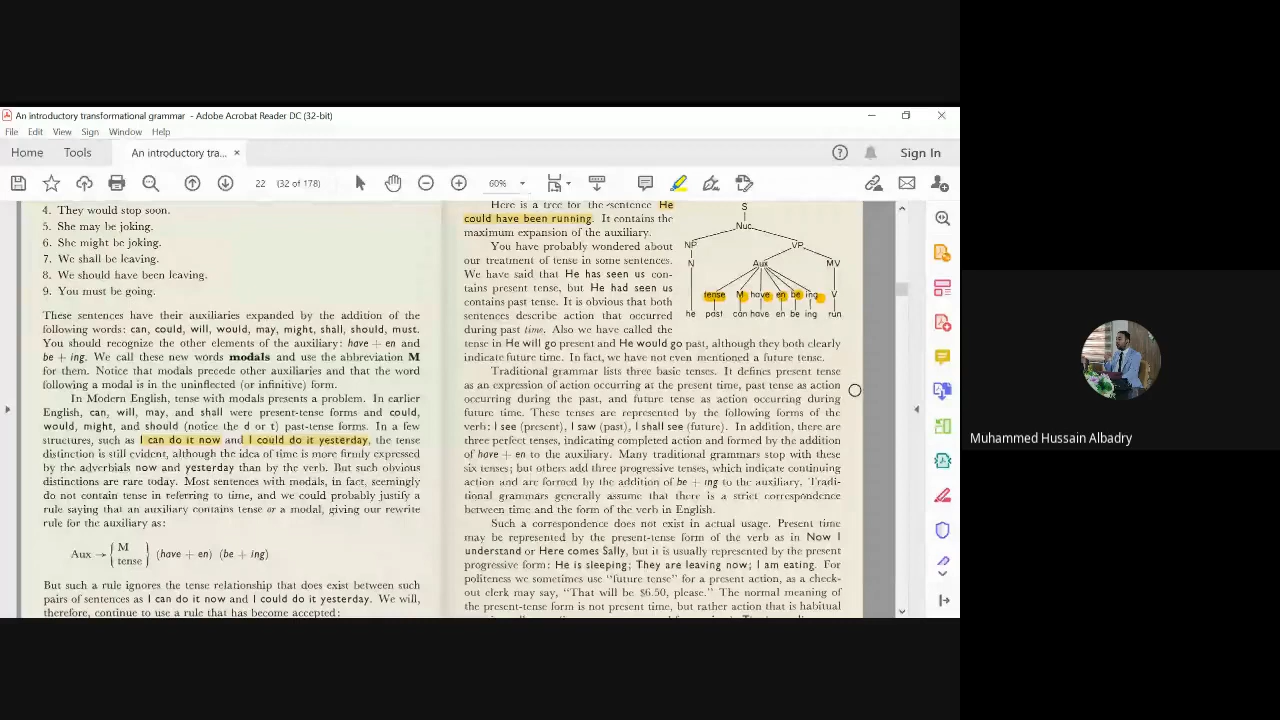 An introductory transformational grammar - Adobe Acrobat Reader DC (32-bit)
File Edit View Sign Window Help
Home Tools An introductory tra... × Sign In
22 (32 of 178) 60%
4. They would stop soon.
5. She may be joking.
6. She might be joking.
7. We shall be leaving.
8. We should have been leaving.
9. You must be going.
These sentences have their auxiliaries expanded by the addition of the
following words: can, could, will, would, may, might, shall, should, must.
You should recognize the other elements of the auxiliary: have + en and
be + ing. We call these new words modals and use the abbreviation M
for them. Notice that modals precede other auxiliaries and that the word
following a modal is in the uninflected (or infinitive) form.
In Modern English, tense with modals presents a problem. In earlier
English, can, will, may, and shall were present-tense forms and could,
would, might, and should (notice the d or t) past-tense forms. In a few
structures, such as I can do it now and I could do it yesterday, the tense
distinction is still evident, although the idea of time is more firmly expressed
by the adverbials now and yesterday than by the verb. But such obvious
distinctions are rare today. Most sentences with modals, in fact, seemingly
do not contain tense in referring to time, and we could probably justify a
rule saying that an auxiliary contains tense or a modal, giving our rewrite
rule for the auxiliary as:
Aux → { M tense } (have + en) (be + ing)
But such a rule ignores the tense relationship that does exist between such
pairs of sentences as I can do it now and I could do it yesterday. We will,
therefore, continue to use a rule that has become accepted:
Here is a tree for the sentence He
could have been running. It contains the
maximum expansion of the auxiliary.
You have probably wondered about
our treatment of tense in some sentences.
We have said that He has seen us con-
tains present tense, but He had seen us
contains past tense. It is obvious that both
sentences describe action that occurred
during past time. Also we have called the
tense in He will go present and He would go past, although they both clearly
indicate future time. In fact, we have not even mentioned a future tense.
Traditional grammar lists three basic tenses. It defines present tense
as an expression of action occurring at the present time, past tense as action
occurring during the past, and future tense as action occurring during
future time. These tenses are represented by the following forms of the
verb: I see (present), I saw (past), I shall see (future). In addition, there are
three perfect tenses, indicating completed action and formed by the addition
of have + en to the auxiliary. Many traditional grammars stop with these
six tenses; but others add three progressive tenses, which indicate continuing
action and are formed by the addition of be + ing to the auxiliary. Tradi-
tional grammars generally assume that there is a strict correspondence
between time and the form of the verb in English.
Such a correspondence does not exist in actual usage. Present time
may be represented by the present-tense form of the verb as in Now I
understand or Here comes Sally, but it is usually represented by the present
progressive form: He is sleeping; They are leaving now; I am eating. For
politeness we sometimes use “future tense” for a present action, as a check-
out clerk may say, “That will be $6.50, please.” The normal meaning of
the present-tense form is not present time, but rather action that is habitual
S
Nuc
NP VP
N Aux MV
tense M have en be ing V
he past can have en be ing run
Muhammed Hussain Albadry